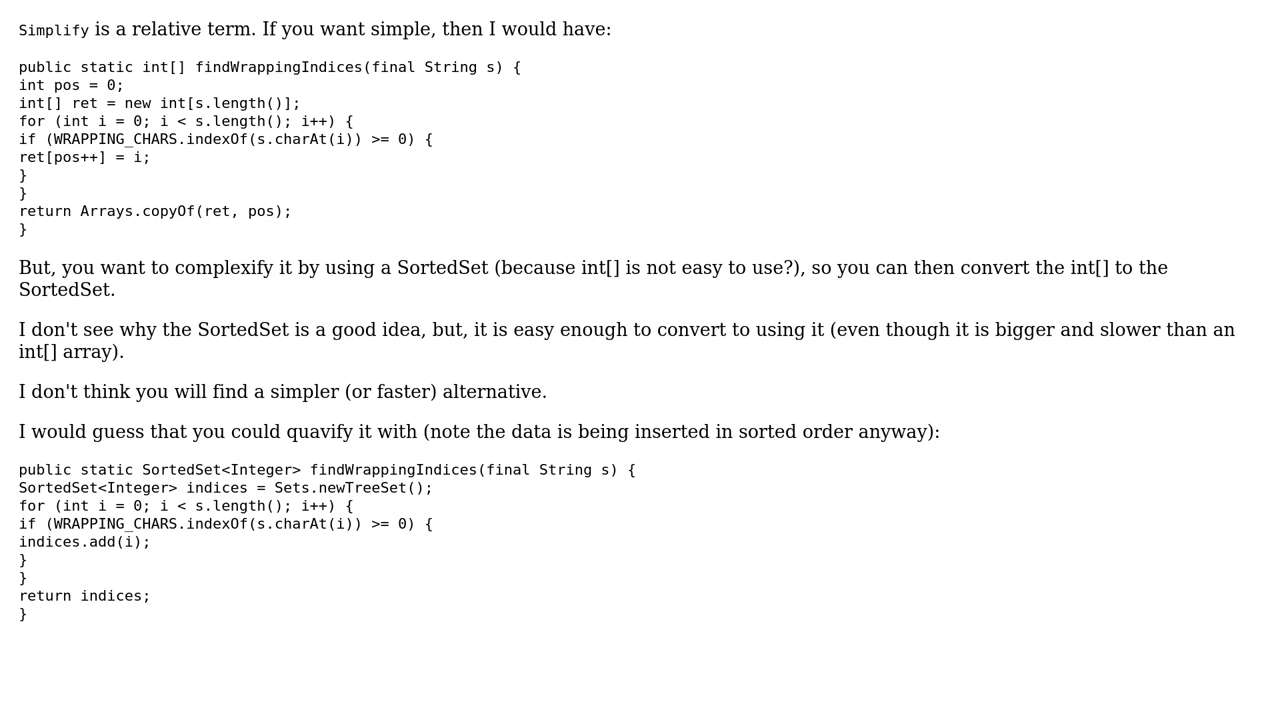 Simplify is a relative term. If you want simple, then I would have:
public static int[] findWrappingIndices(final String s) {
int pos = 0;
int[] ret = new int[s.length()];
for (int i = 0; i < s.length(); i++) {
if (WRAPPING_CHARS.indexOf(s.charAt(i)) >= 0) {
ret[pos++] = i;
}
}
return Arrays.copyOf(ret, pos);
}
But, you want to complexify it by using a SortedSet (because int[] is not easy to use?), so you can then convert the int[] to the
SortedSet.
I don't see why the SortedSet is a good idea, but, it is easy enough to convert to using it (even though it is bigger and slower than an
int[] array).
I don't think you will find a simpler (or faster) alternative.
I would guess that you could quavify it with (note the data is being inserted in sorted order anyway):
public static SortedSet<Integer> findWrappingIndices(final String s) {
SortedSet<Integer> indices = Sets.newTreeSet();
for (int i = 0; i < s.length(); i++) {
if (WRAPPING_CHARS.indexOf(s.charAt(i)) >= 0) {
indices.add(i);
}
}
return indices;
}